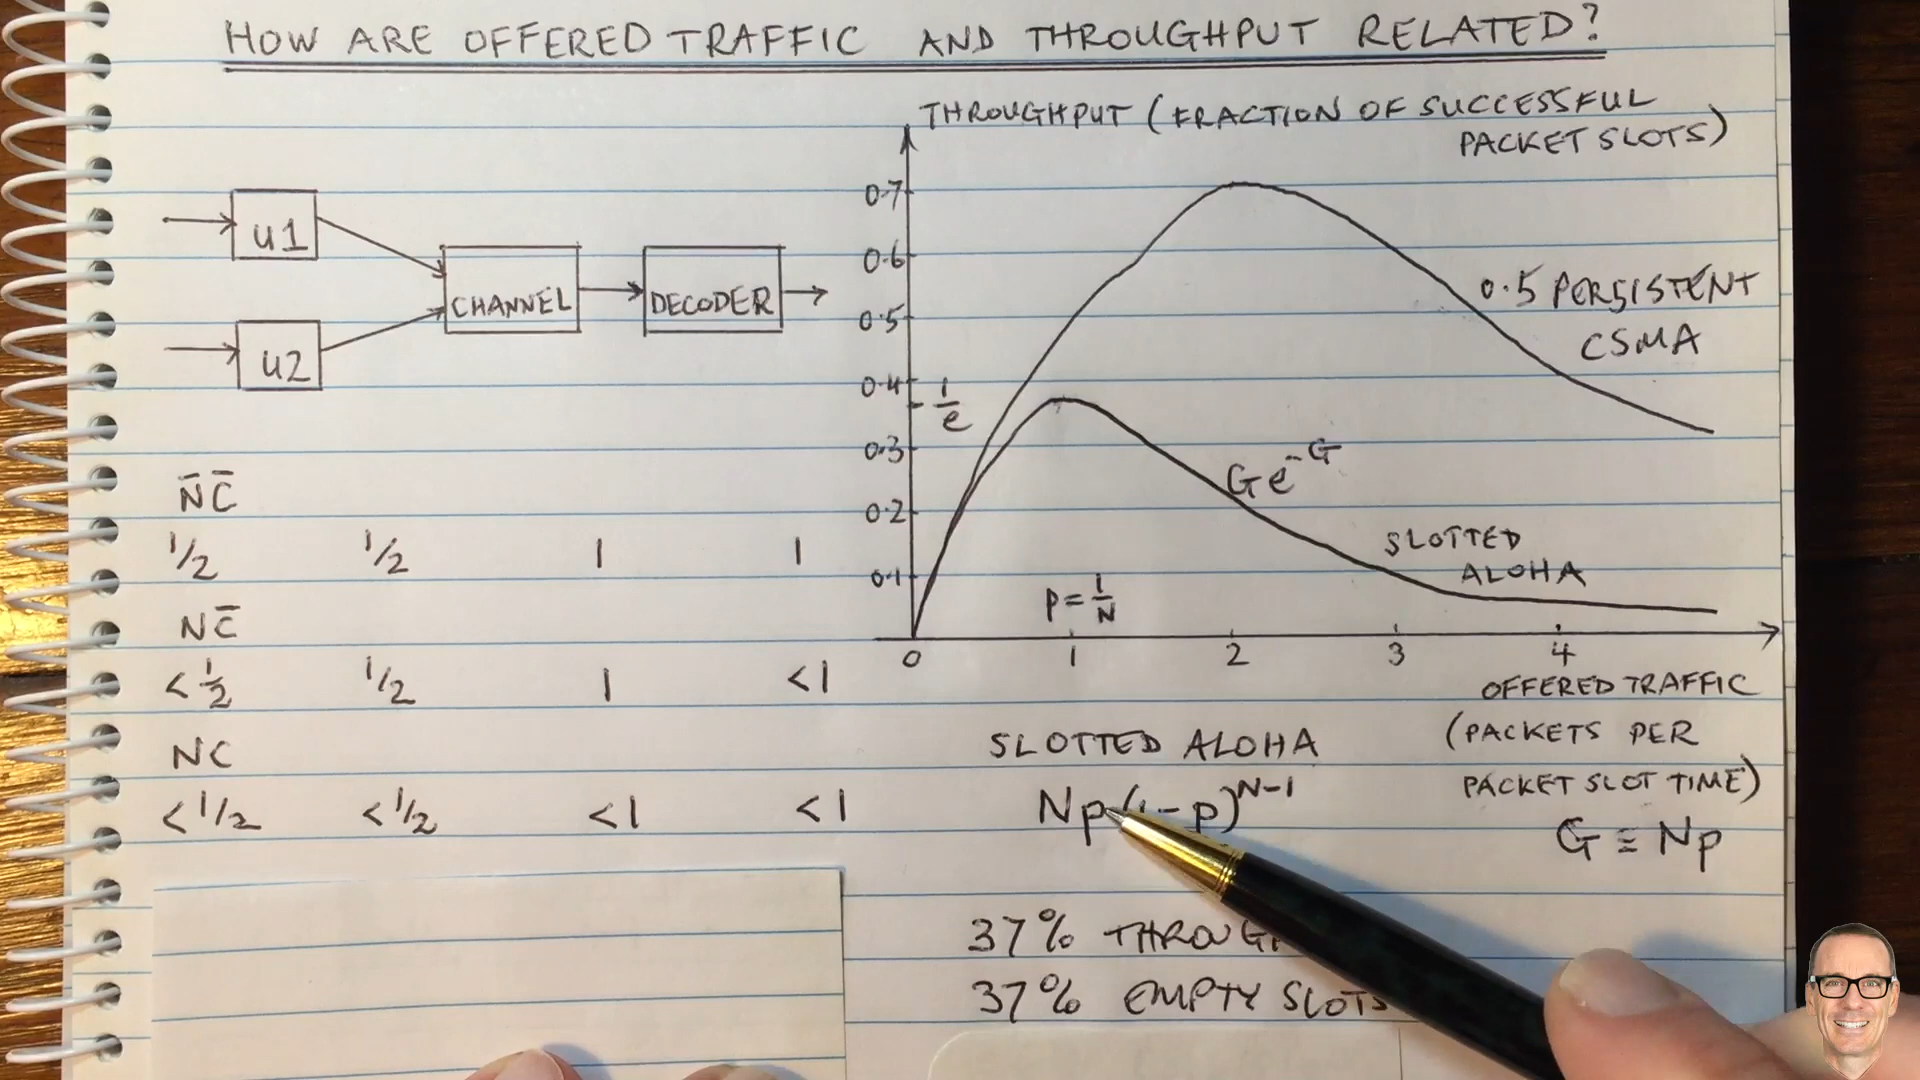 HOW ARE OFFERED TRAFFIC AND THROUGHPUT RELATED?
THROUGHPUT (FRACTION OF SUCCESSFUL
PACKET SLOTS)
U1
U2
CHANNEL
DECODER
0.7
0.6
0.5
0.4
1/e
0.3
0.2
0.1
0.5 PERSISTENT
CSMA
Ge^-G
SLOTTED
ALOHA
p = 1/N
0 1 2 3 4
OFFERED TRAFFIC
(PACKETS PER
PACKET SLOT TIME)
G ≡ Np
N̄C̄
1/2 1/2 1 1
NC̄
<1/2 1/2 1 <1
NC
<1/2 <1/2 <1 <1
SLOTTED ALOHA
Np(1-p)^N-1
37%
37% EMPTY SLOTS